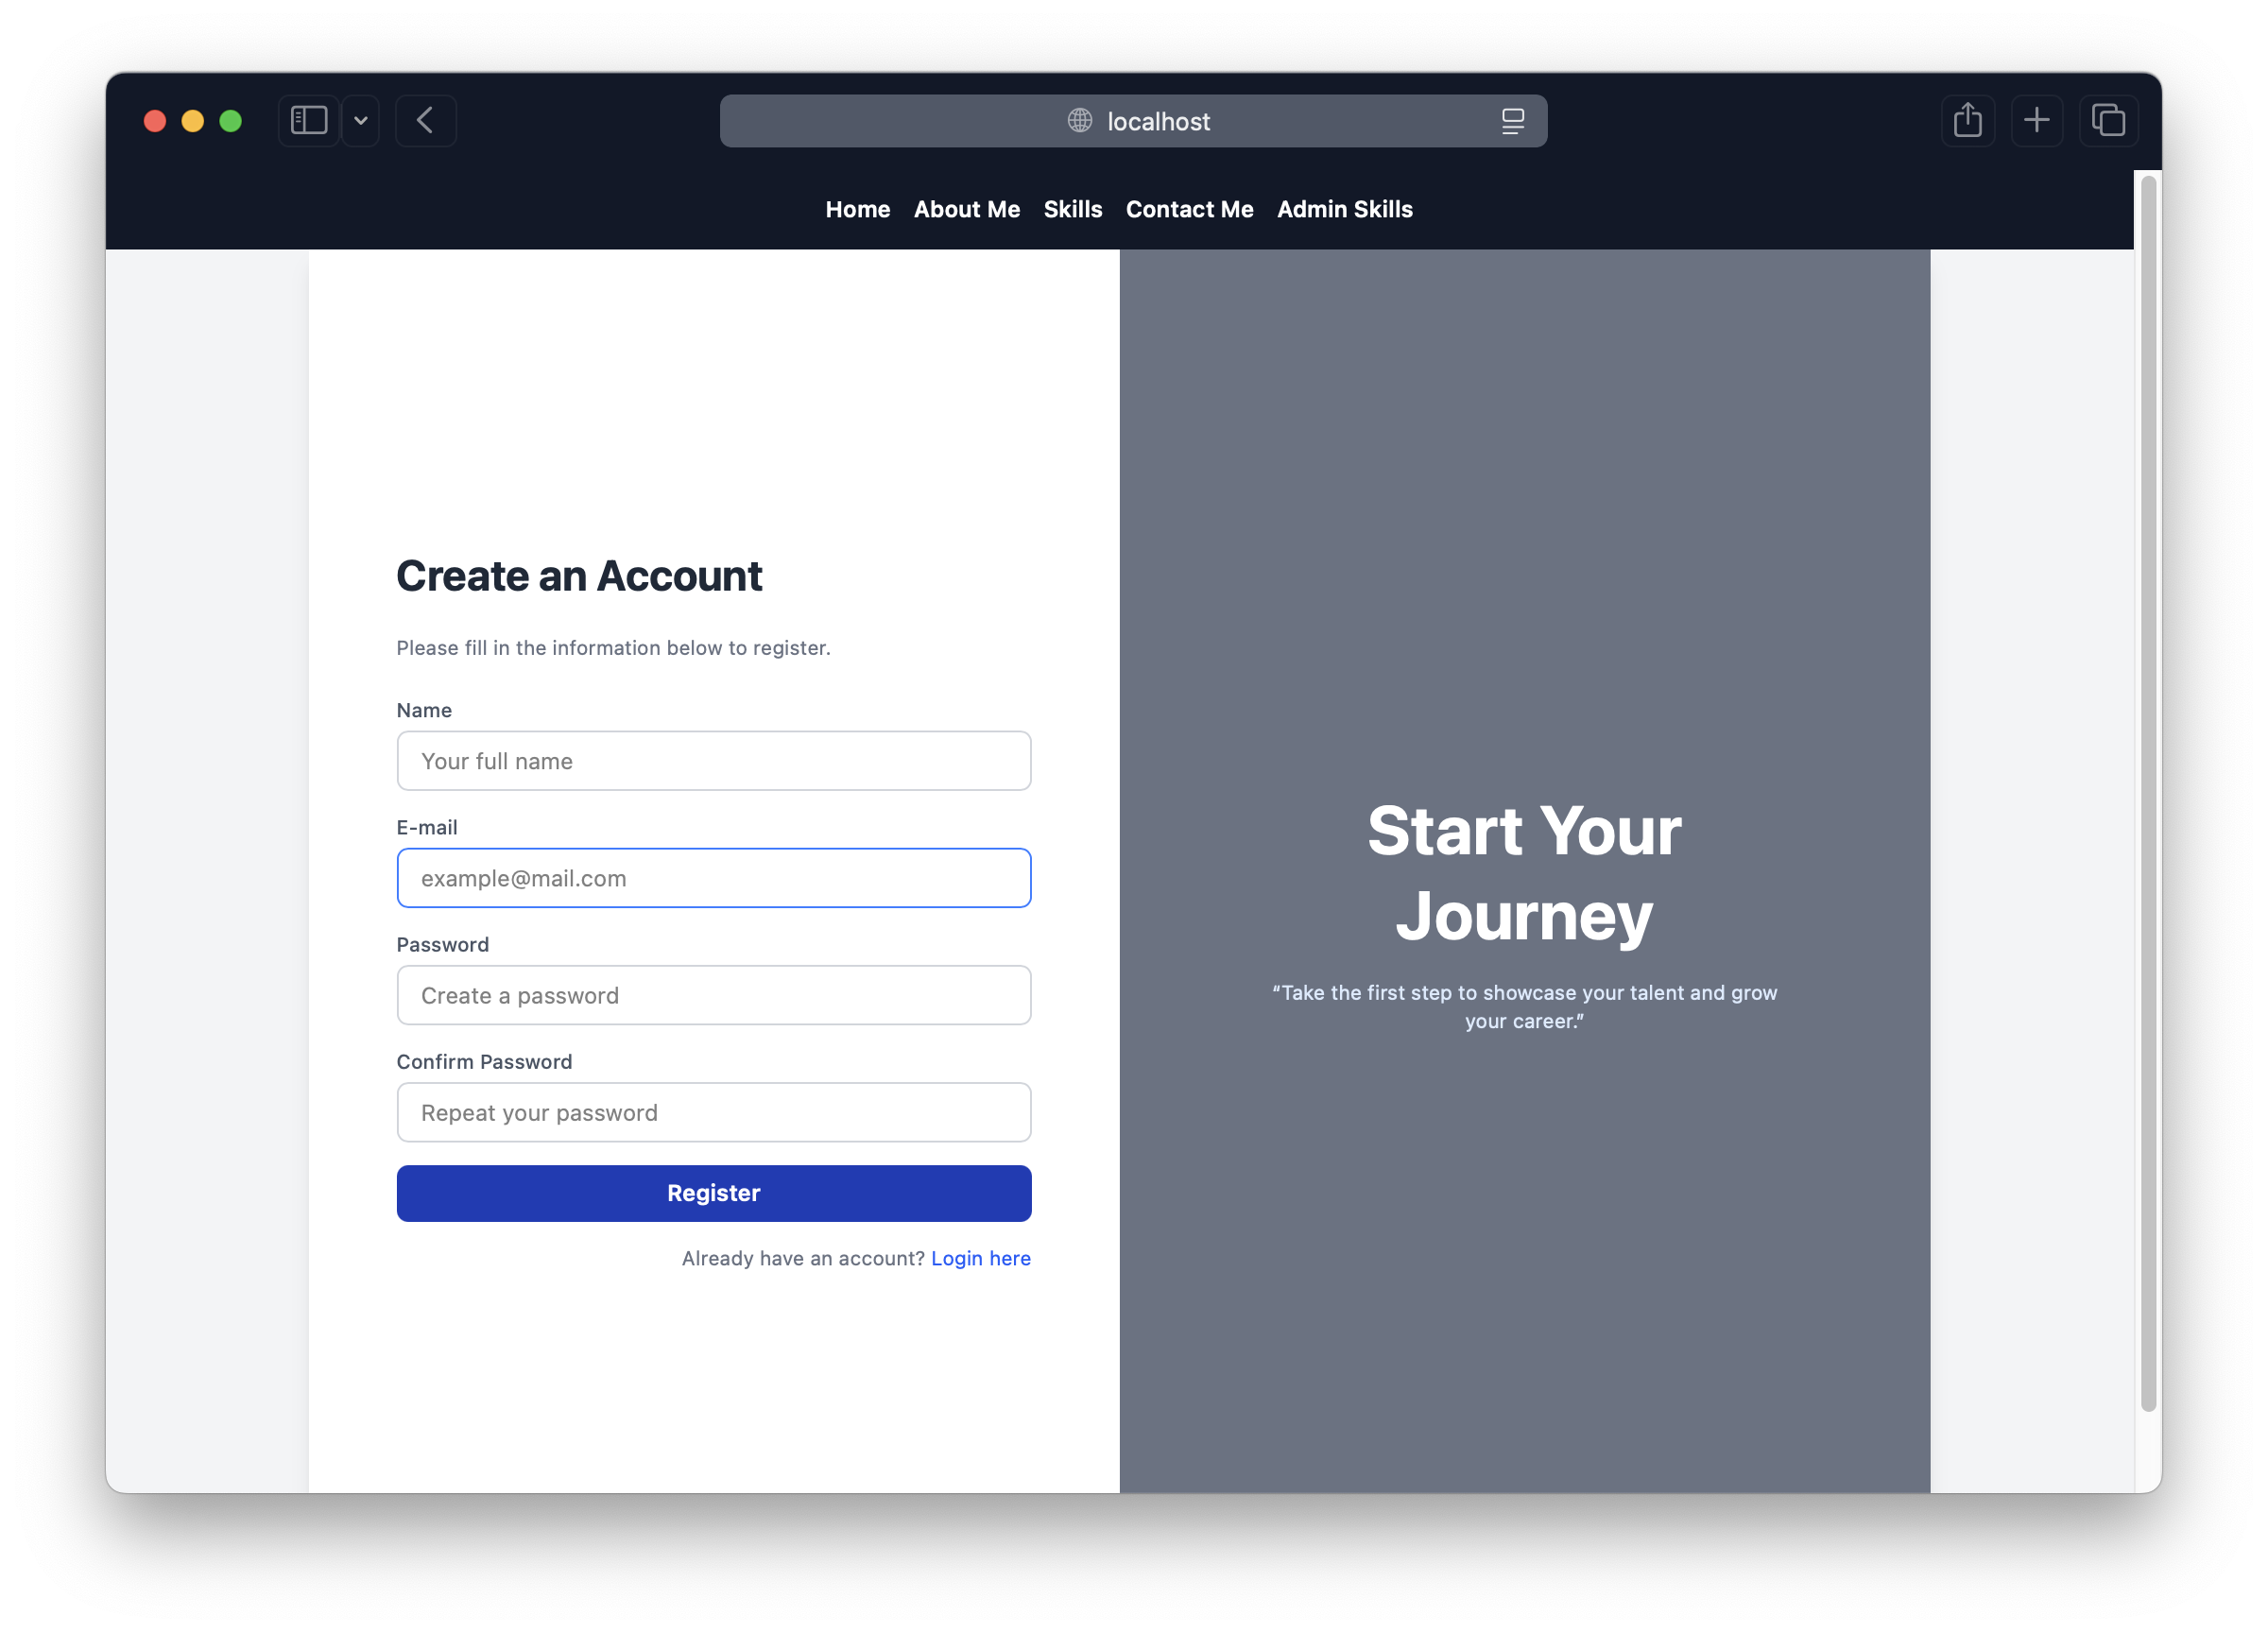 localhost
Home About Me Skills Contact Me Admin Skills
Create an Account
Please fill in the information below to register.
Name
Your full name
E-mail
example@mail.com
Password
Create a password
Confirm Password
Repeat your password
Register
Already have an account? Login here
Start Your
Journey
“Take the first step to showcase your talent and grow
your career.”